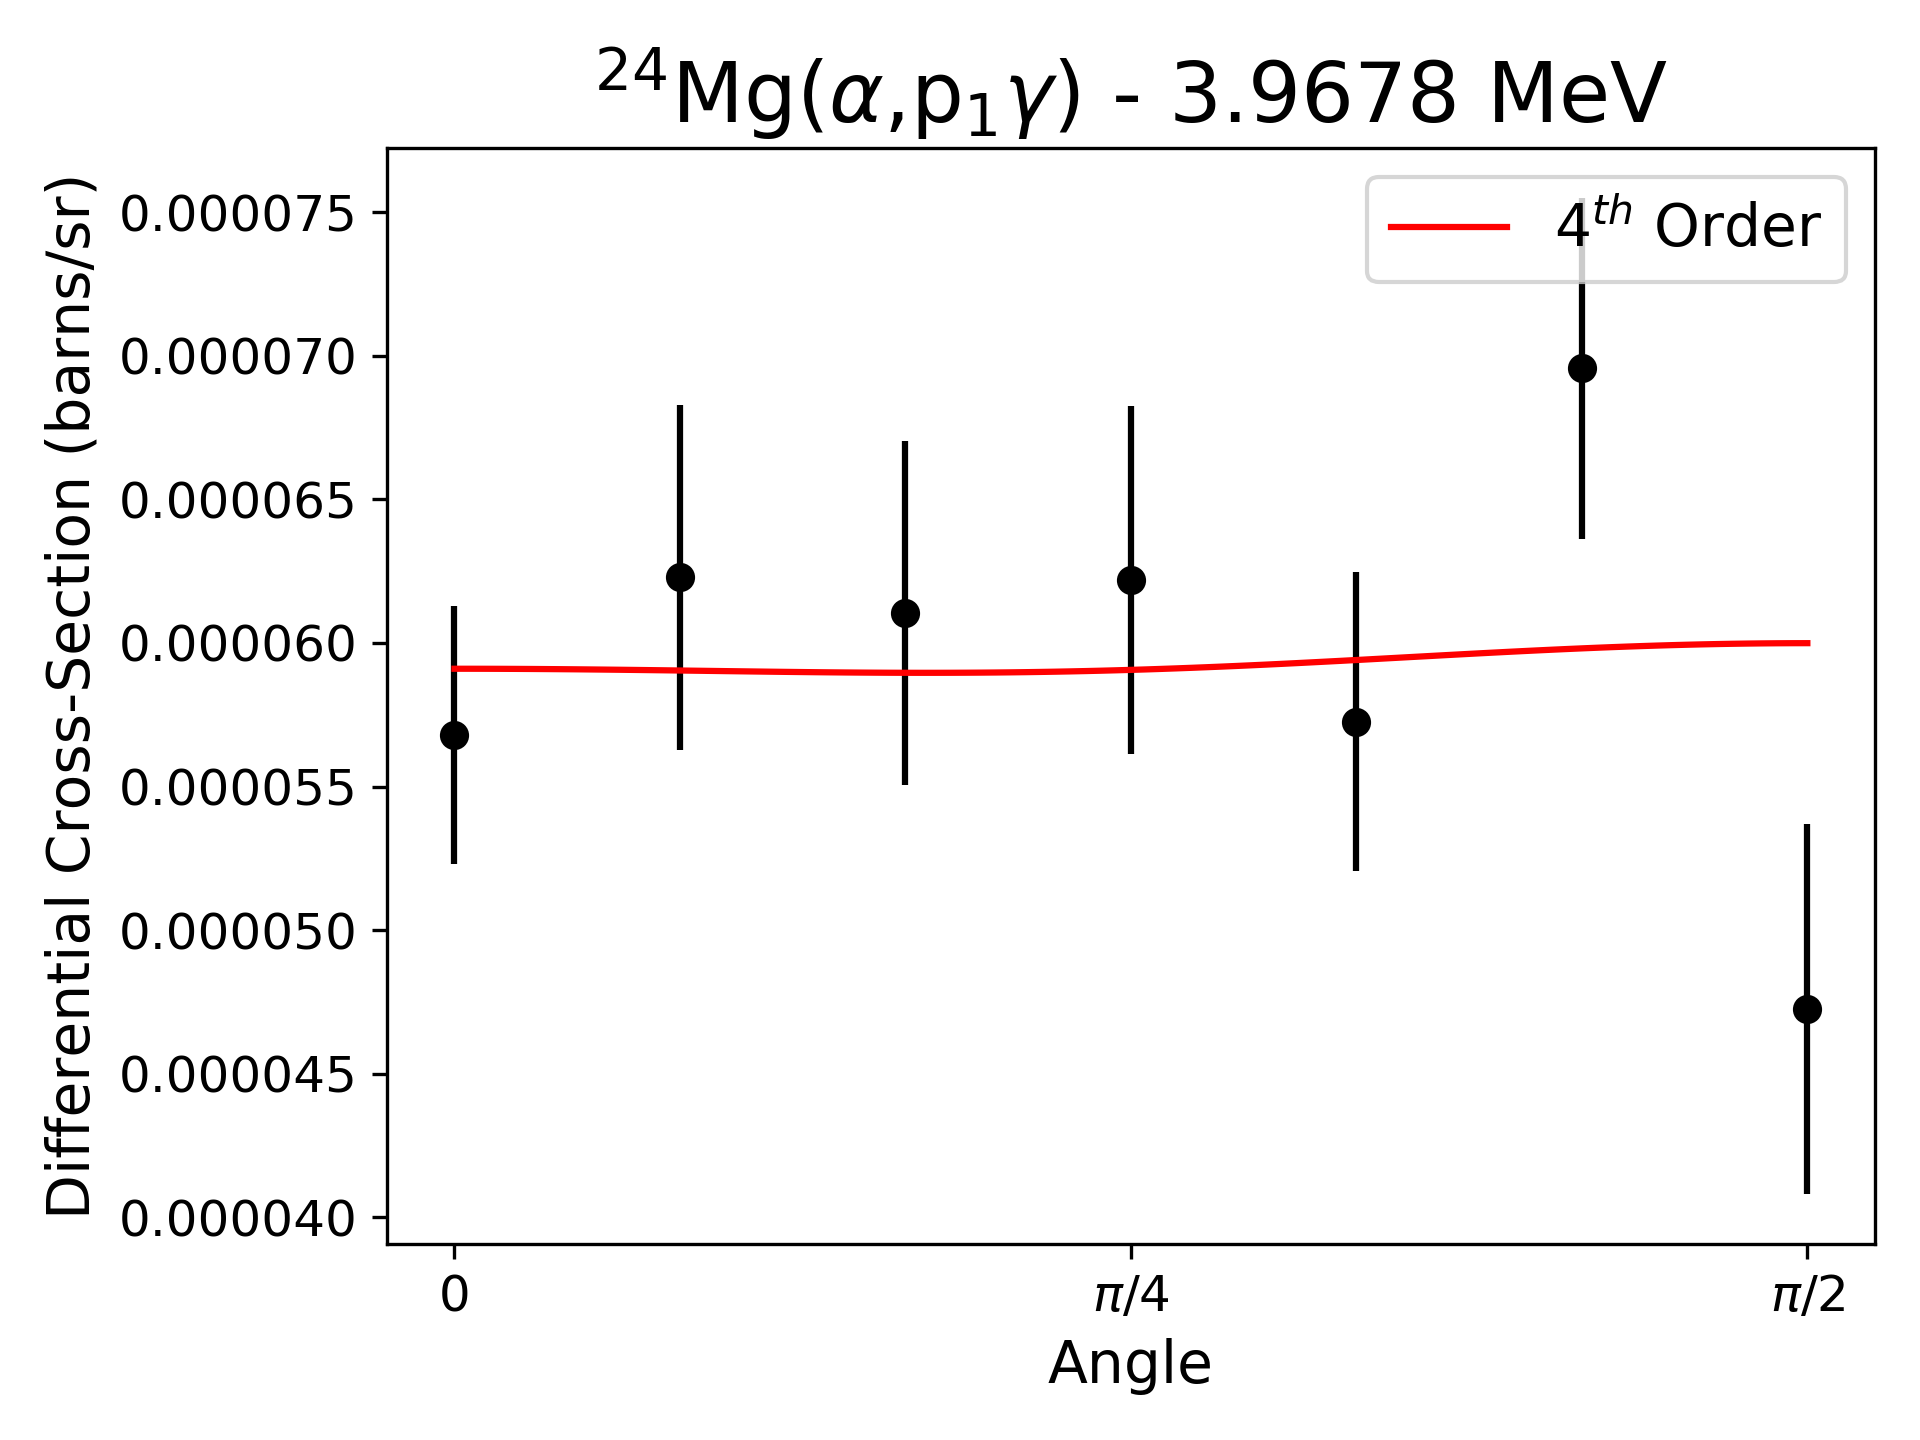 ²⁴Mg(α,p₁γ) - 3.9678 MeV
4ᵗʰ Order
Differential Cross-Section (barns/sr)
0.000075
0.000070
0.000065
0.000060
0.000055
0.000050
0.000045
0.000040
0 π/4 π/2
Angle